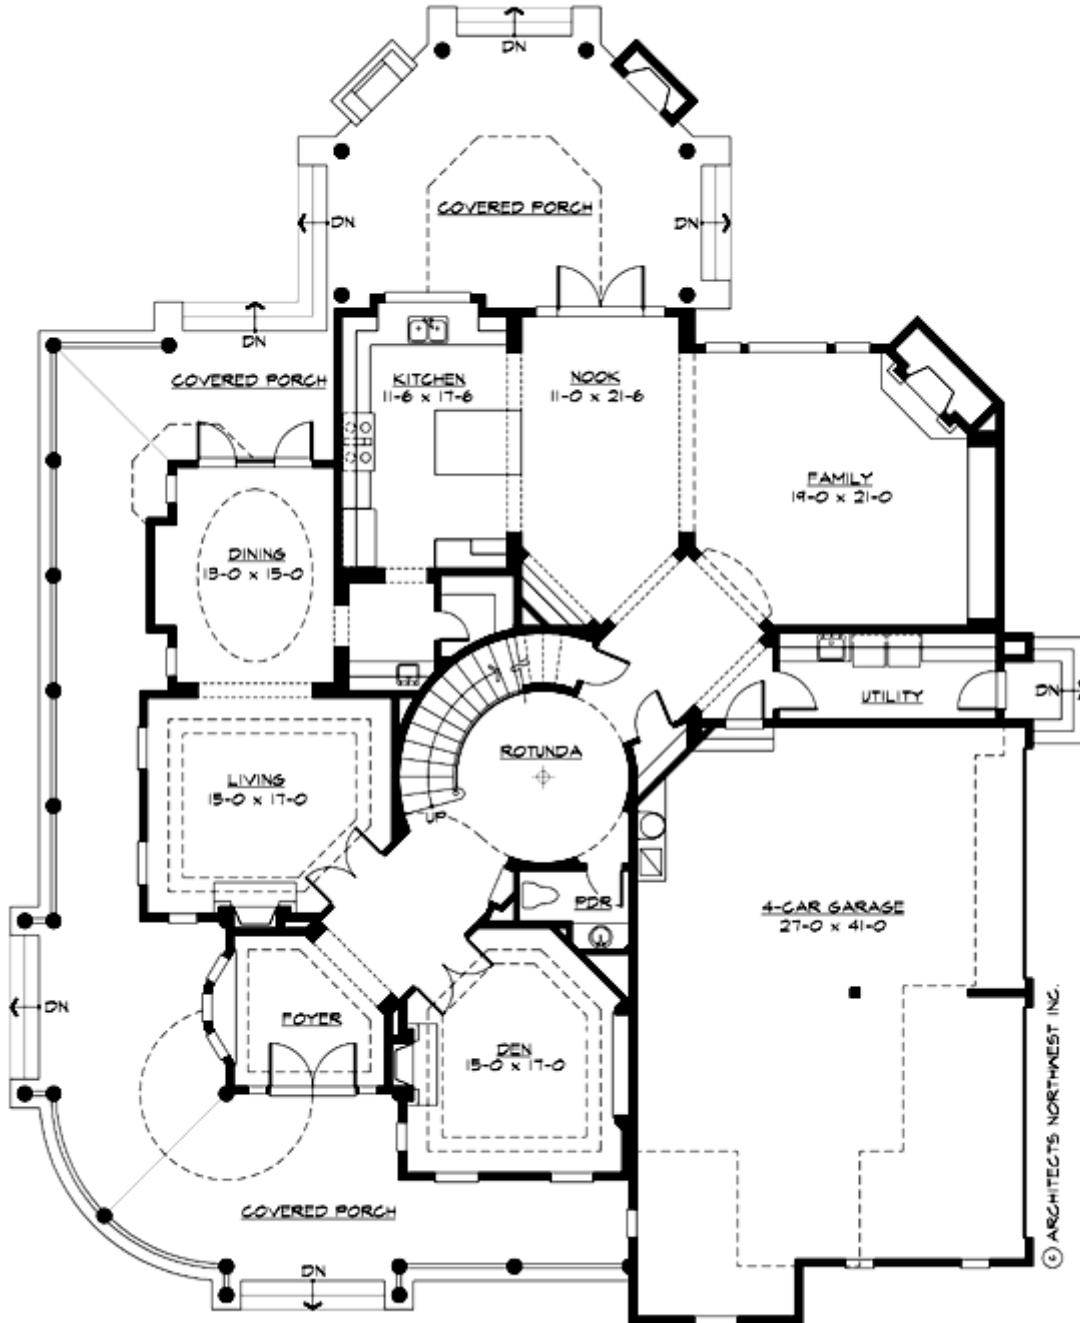 DN
COVERED PORCH
DN
DN
DN
COVERED PORCH
KITCHEN
11-6 x 17-6
NOOK
11-0 x 21-6
FAMILY
19-0 x 21-0
DINING
13-0 x 15-0
UTILITY
DN
ROTUNDA
LIVING
15-0 x 17-0
UP
PDR
4-CAR GARAGE
27-0 x 41-0
DN
FOYER
DEN
15-0 x 17-0
COVERED PORCH
DN
© ARCHITECTS NORTHWEST INC.